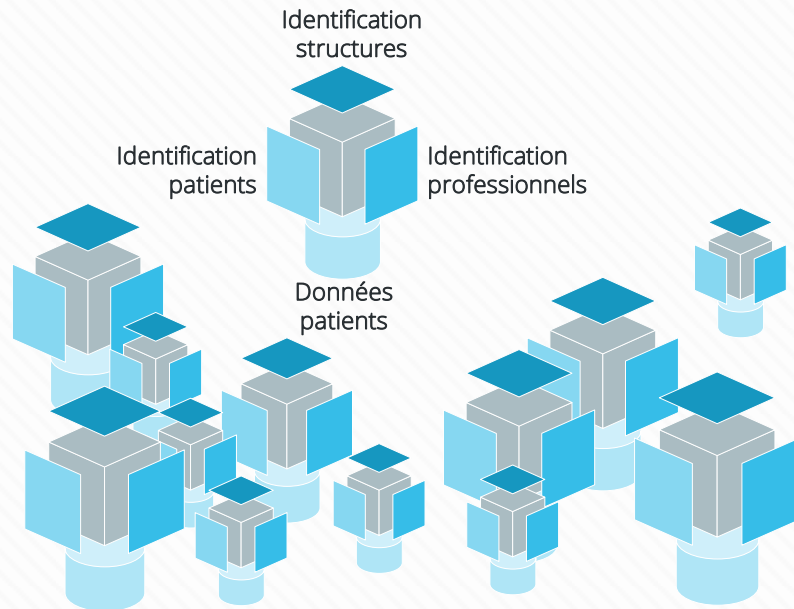 Identification
structures
Identification
patients
Identification
professionnels
Données
patients